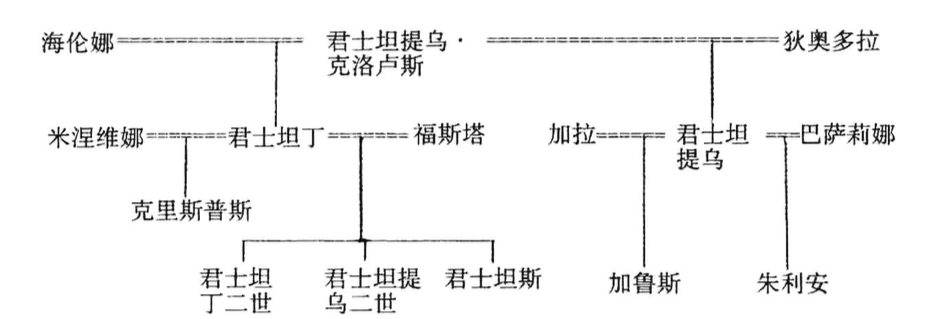 海伦娜
君士坦提乌·
克洛卢斯
狄奥多拉
米涅维娜
君士坦丁
福斯塔
加拉
君士坦
提乌
巴萨莉娜
克里斯普斯
君士坦
丁二世
君士坦提
乌二世
君士坦斯
加鲁斯
朱利安